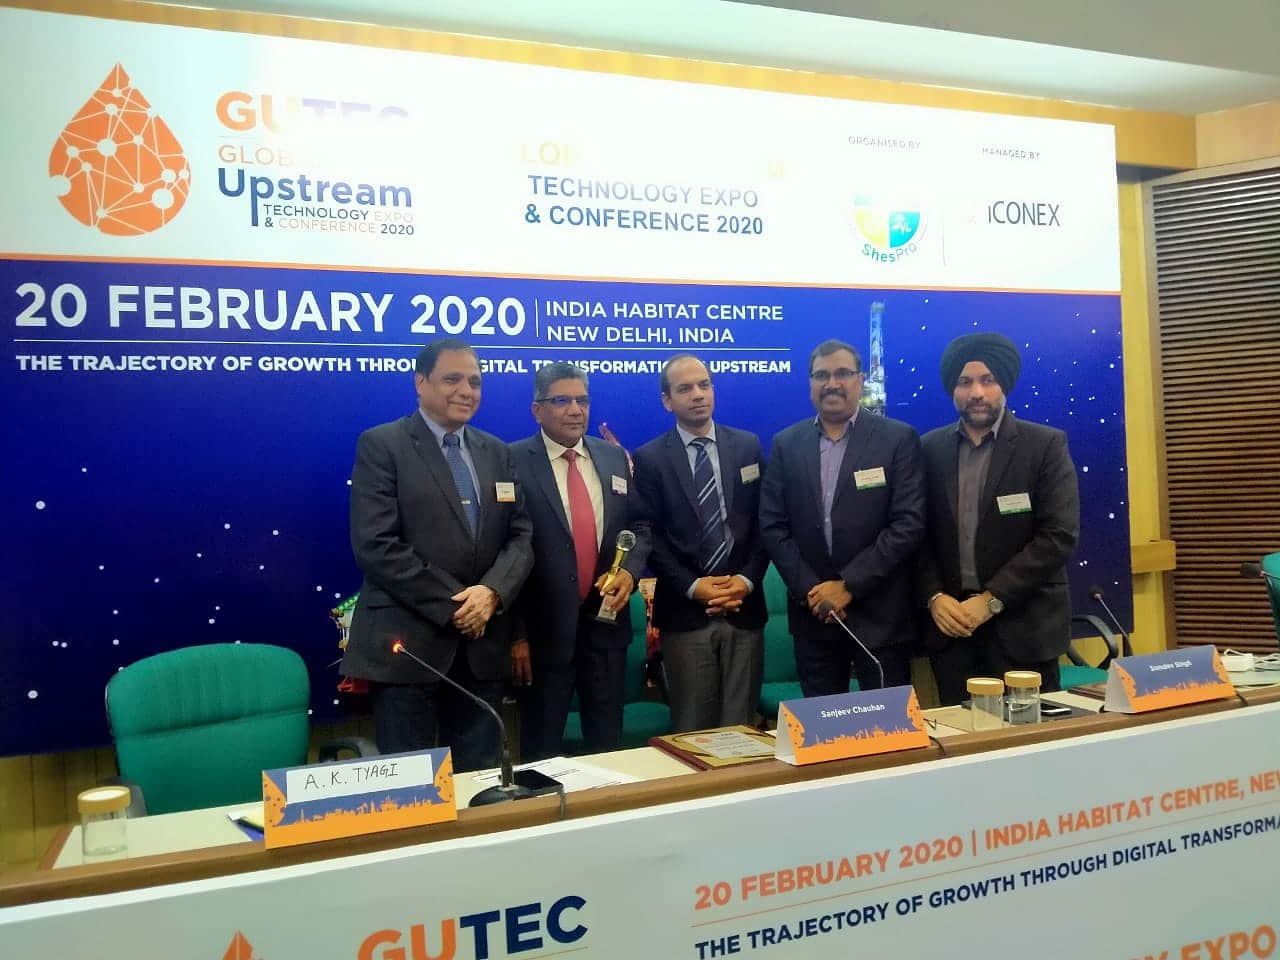 GUTEC
GLOB
Upstream
TECHNOLOGY EXPO
& CONFERENCE 2020
TECHNOLOGY EXPO
& CONFERENCE 2020
ORGANISED BY
ShesPro
MANAGED BY
iCONEX
20 FEBRUARY 2020
INDIA HABITAT CENTRE
NEW DELHI, INDIA
THE TRAJECTORY OF GROWTH THROU IGITAL TRANSFORMATIO UPSTREAM
A. K. TYAGI
Sanjeev Chauhan
Somdev Singh
GUTEC
20 FEBRUARY 2020 | INDIA HABITAT CENTRE, NEW
THE TRAJECTORY OF GROWTH THROUGH DIGITAL TRANSFORMA
EXPO